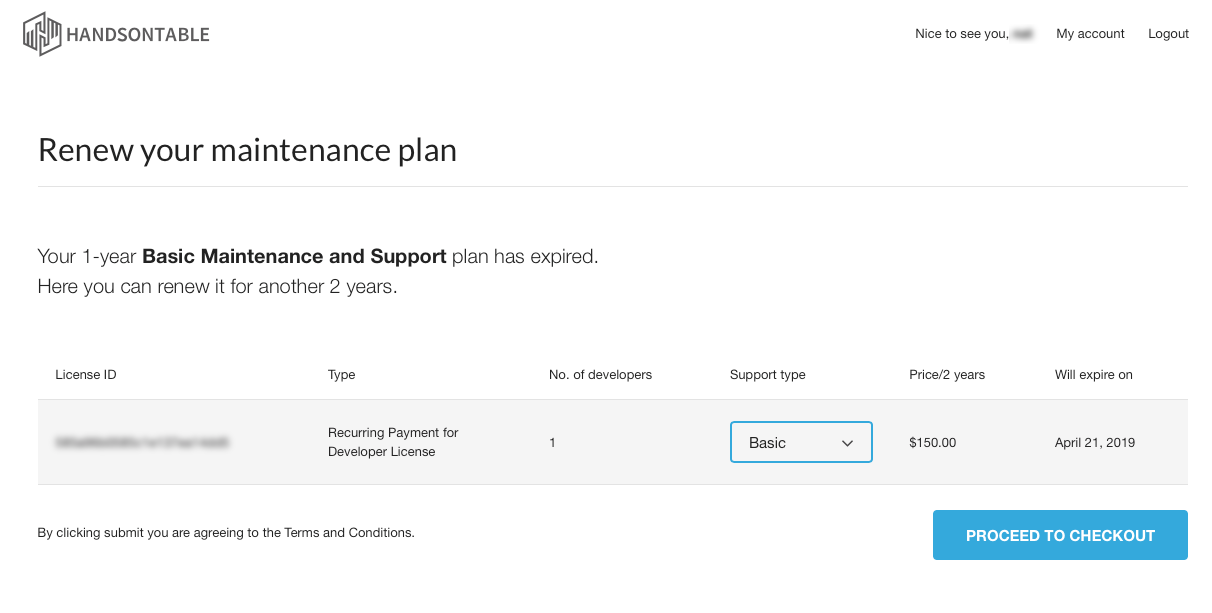 HANDSONTABLE
Nice to see you,
My account
Logout
Renew your maintenance plan
Your 1-year Basic Maintenance and Support plan has expired.
Here you can renew it for another 2 years.
License ID
Type
No. of developers
Support type
Price/2 years
Will expire on
Recurring Payment for
Developer License
1
Basic
$150.00
April 21, 2019
By clicking submit you are agreeing to the Terms and Conditions.
PROCEED TO CHECKOUT